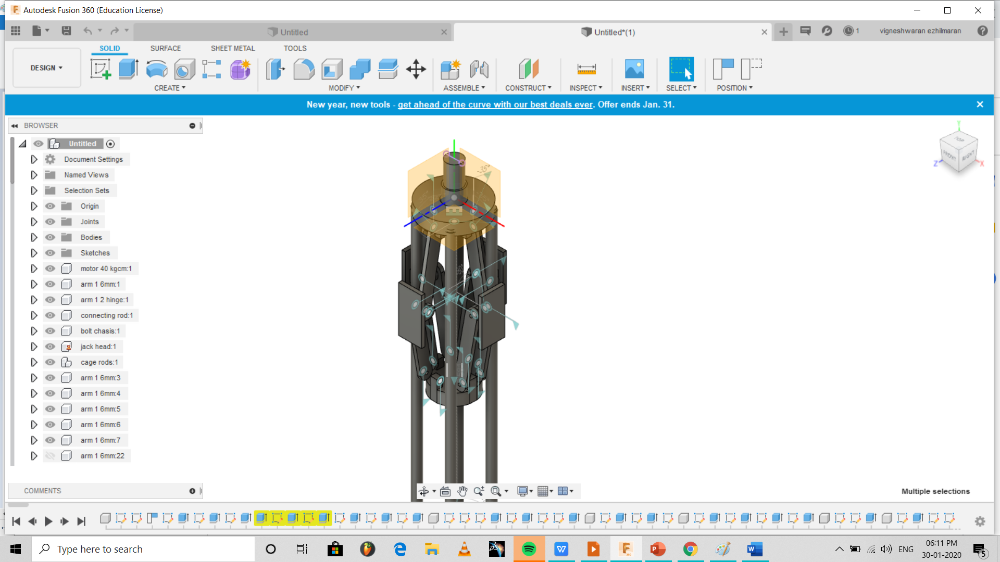 Autodesk Fusion 360 (Education License)
Untitled
Untitled*(1)
1
vigneshwaran ezhilmaran
DESIGN
SOLID
SURFACE
SHEET METAL
TOOLS
CREATE
MODIFY
ASSEMBLE
CONSTRUCT
INSPECT
INSERT
SELECT
POSITION
New year, new tools - get ahead of the curve with our best deals ever. Offer ends Jan. 31.
BROWSER
Untitled
Document Settings
Named Views
Selection Sets
Origin
Joints
Bodies
Sketches
motor 40 kgcm:1
arm 1 6mm:1
arm 1 2 hinge:1
connecting rod:1
bolt chasis:1
jack head:1
cage rods:1
arm 1 6mm:3
arm 1 6mm:4
arm 1 6mm:5
arm 1 6mm:6
arm 1 6mm:7
arm 1 6mm:22
Y
TOP
FRONT
RIGHT
Z
X
COMMENTS
Multiple selections
Type here to search
ENG
06:11 PM
30-01-2020
5